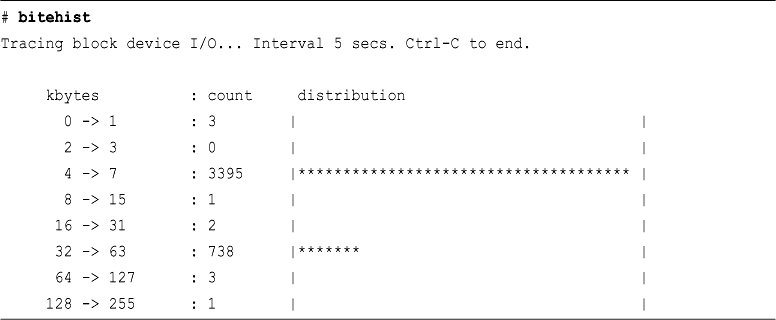 # bitehist
Tracing block device I/O... Interval 5 secs. Ctrl-C to end.
kbytes : count distribution
0 -> 1 : 3 | |
2 -> 3 : 0 | |
4 -> 7 : 3395 |************************************* |
8 -> 15 : 1 | |
16 -> 31 : 2 | |
32 -> 63 : 738 |******* |
64 -> 127 : 3 | |
128 -> 255 : 1 | |